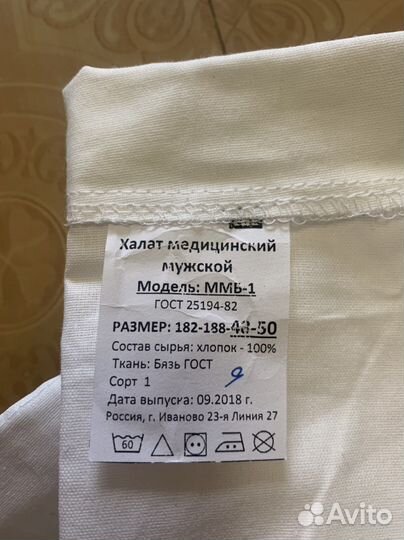 Халат медицинский
мужской
Модель: ММБ-1
ГОСТ 25194-82
РАЗМЕР: 182-188-48-50
Состав сырья: хлопок - 100%
Ткань: Бязь ГОСТ
Сорт 1
9
Дата выпуска: 09.2018 г.
Россия, г. Иваново 23-я Линия 27
60
Avito